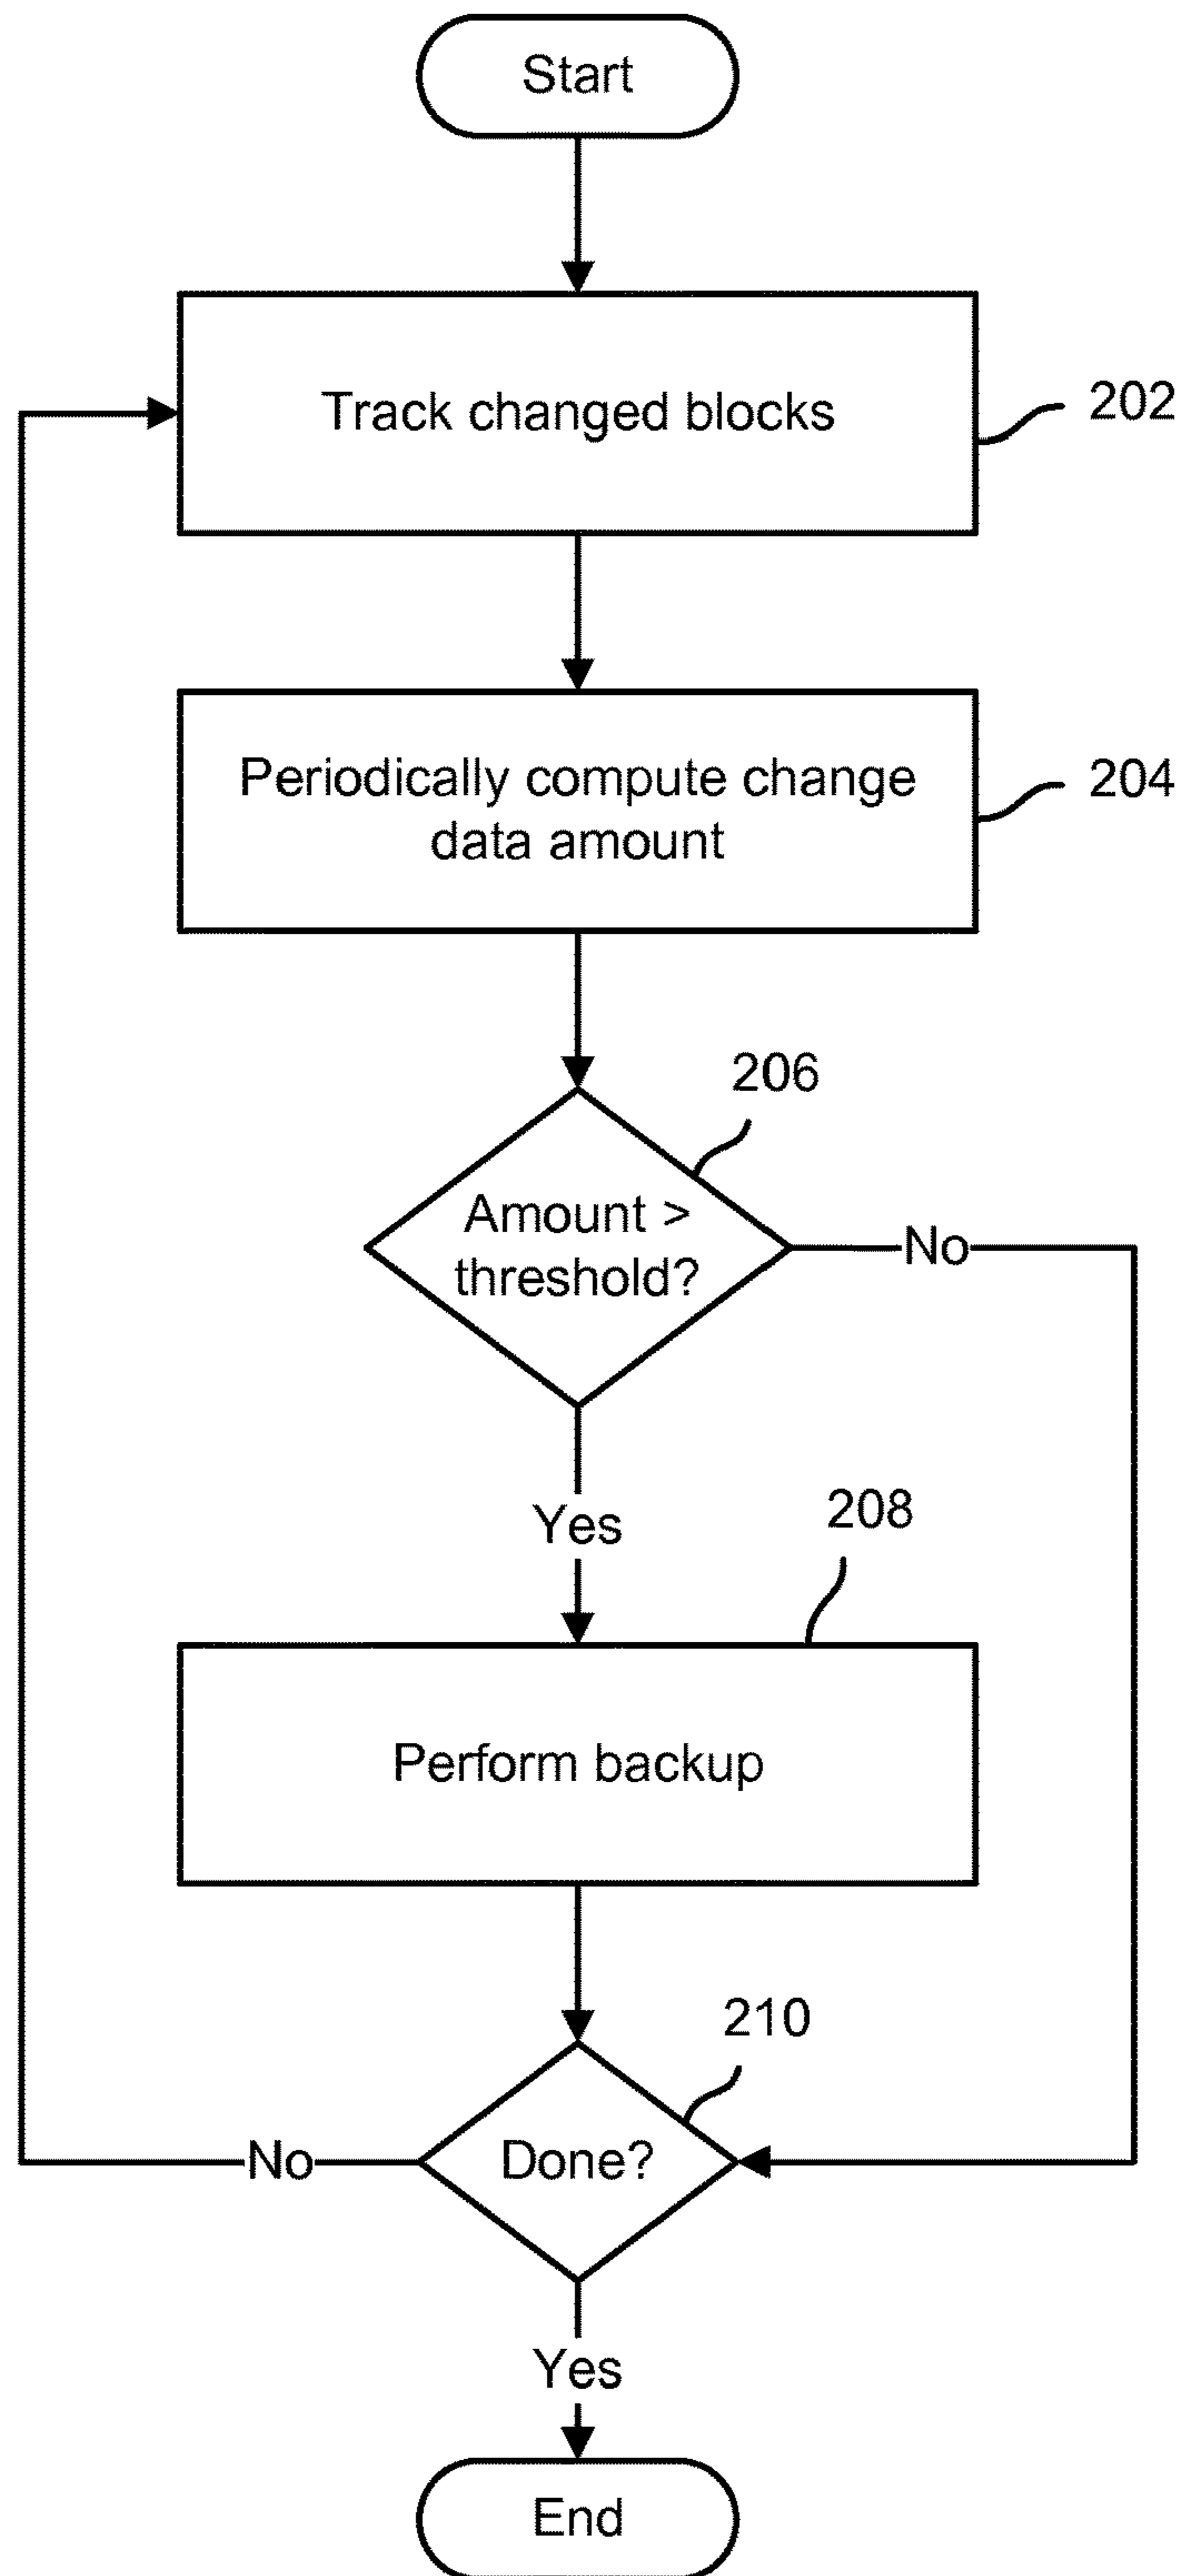 Start
Track changed blocks
202
Periodically compute change
data amount
204
206
Amount >
threshold?
No
Yes
208
Perform backup
210
Done?
No
Yes
End